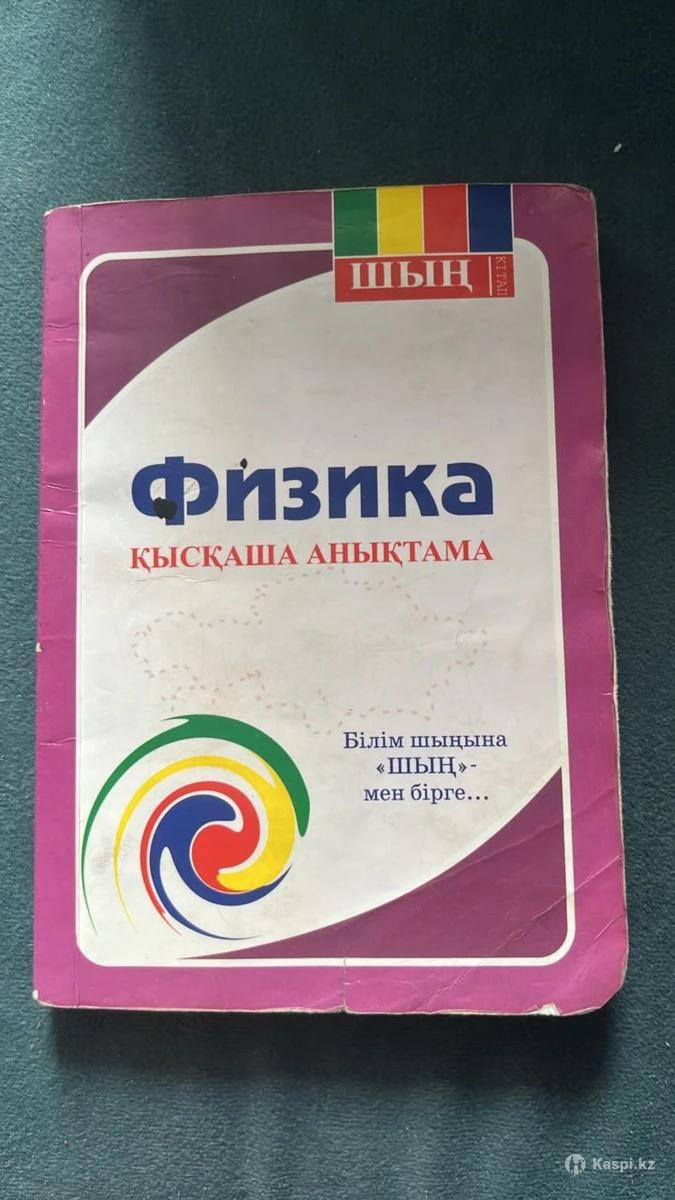 ШЫҢ
КІТАП
Физика
ҚЫСҚАША АНЫҚТАМА
Білім шыңына
«ШЫҢ»-
мен бірге...
Kaspi.kz